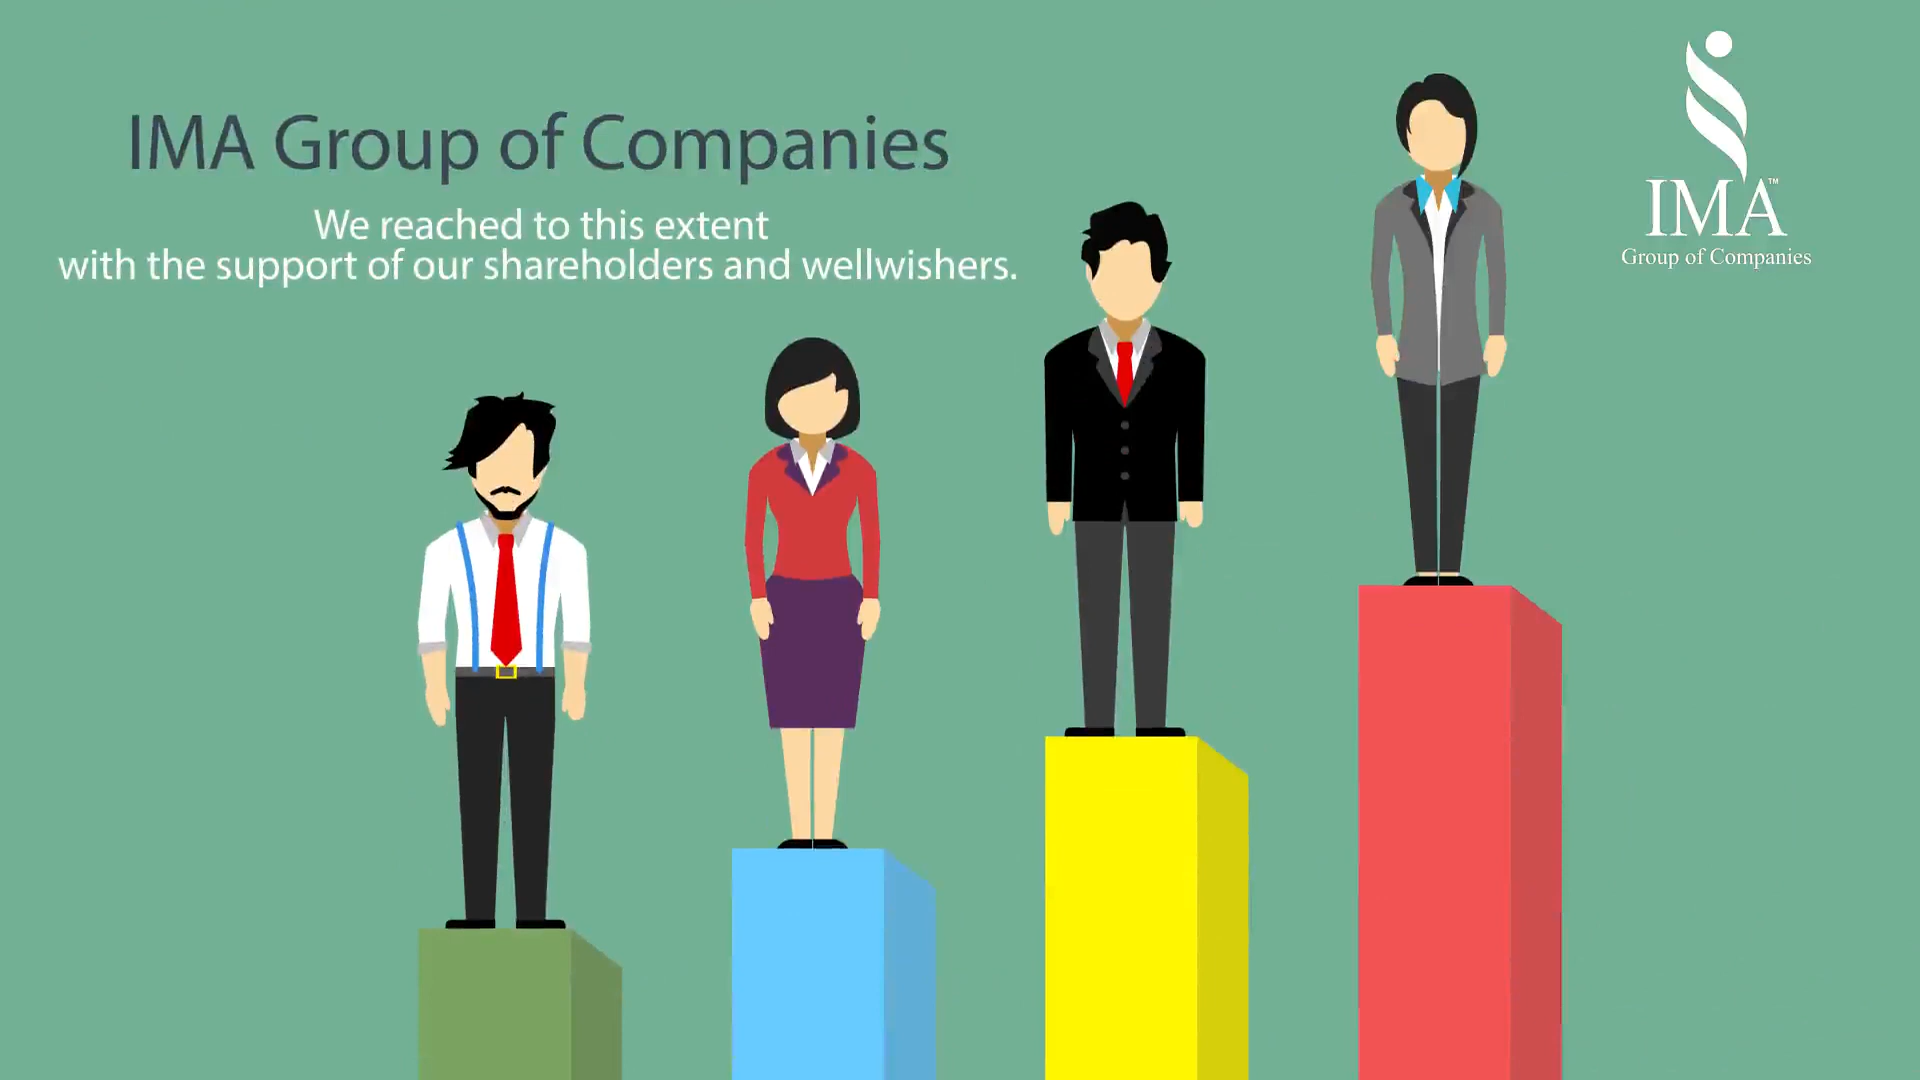 IMA Group of Companies
We reached to this extent
with the support of our shareholders and wellwishers.
IMA™
Group of Companies